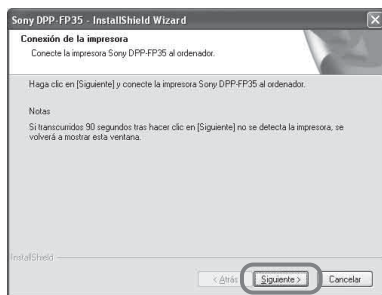 Sony DPP-FP35 - InstallShield Wizard
Conexión de la impresora
Conecte la impresora Sony DPP-FP35 al ordenador.
Haga clic en [Siguiente] y conecte la impresora Sony DPP-FP35 al ordenador.
Notas
Si transcurridos 90 segundos tras hacer clic en [Siguiente] no se detecta la impresora, se
volverá a mostrar esta ventana.
InstallShield
< Atrás Siguiente > Cancelar